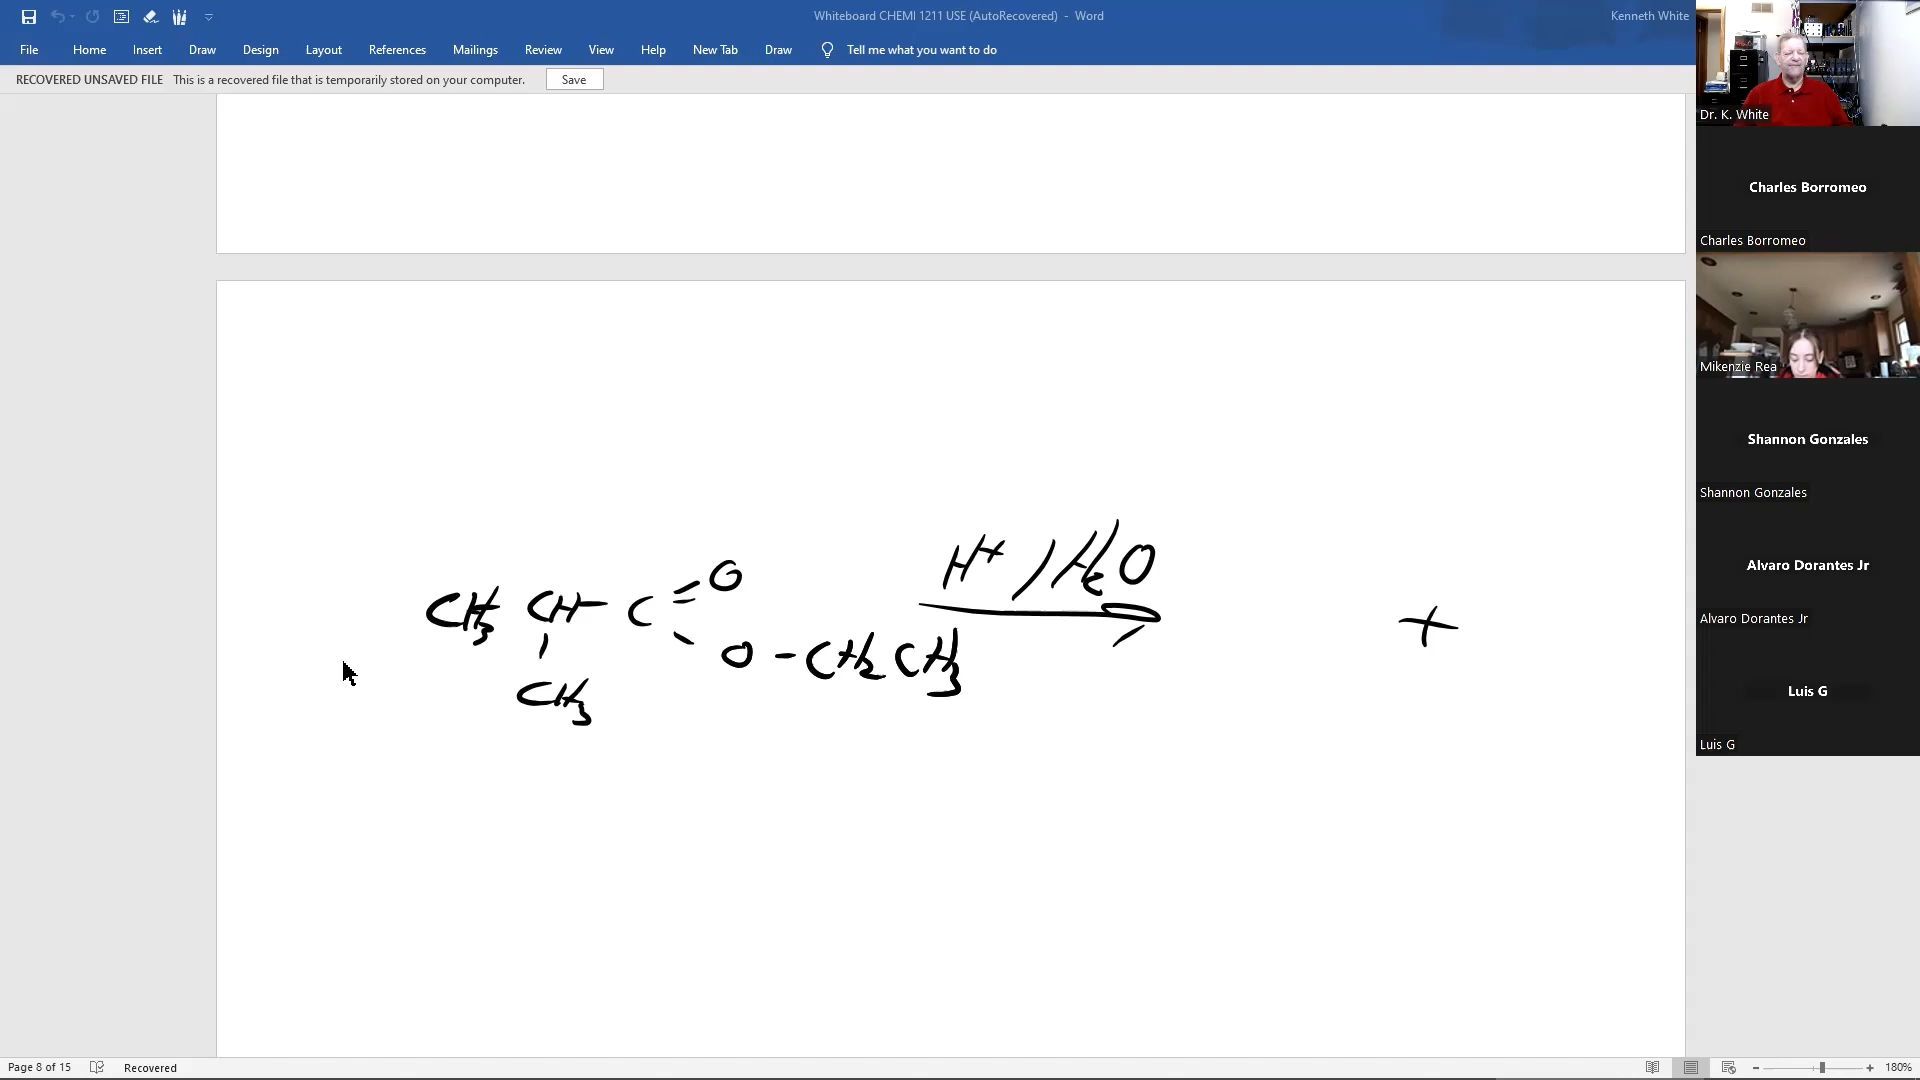 Whiteboard CHEMI 1211 USE (AutoRecovered) - Word
Kenneth White
File Home Insert Draw Design Layout References Mailings Review View Help New Tab Draw Tell me what you want to do
RECOVERED UNSAVED FILE This is a recovered file that is temporarily stored on your computer. Save
Dr. K. White
Charles Borromeo
Charles Borromeo
Mikenzie Rea
Shannon Gonzales
Shannon Gonzales
H+ / H2O
Alvaro Dorantes Jr
Alvaro Dorantes Jr
= O
CH3 CH - C
+
O - CH2 CH3
CH3
Luis G
Luis G
Page 8 of 15 Recovered
- + 180%